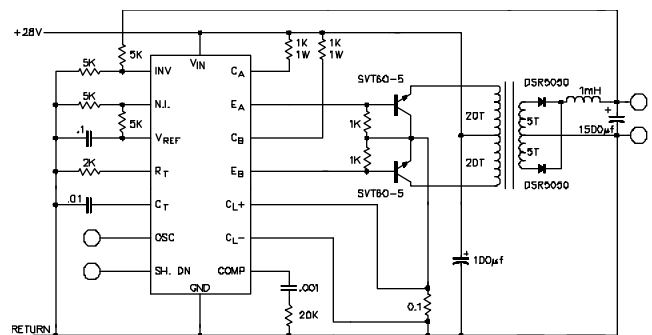 +28V
5K
5K
INV
VIN
CA
1K
1W
1K
1W
SVT60-5
DSR5050
1mH
5K
N.I.
EA
1K
20T
5T
1500µf
.1
5K
VREF
CB
2K
RT
EB
1K
20T
5T
SVT60-5
DSR5050
.01
CT
CL+
OSC
CL-
100µf
SH. DN
COMP
.001
GND
20K
0.1
RETURN